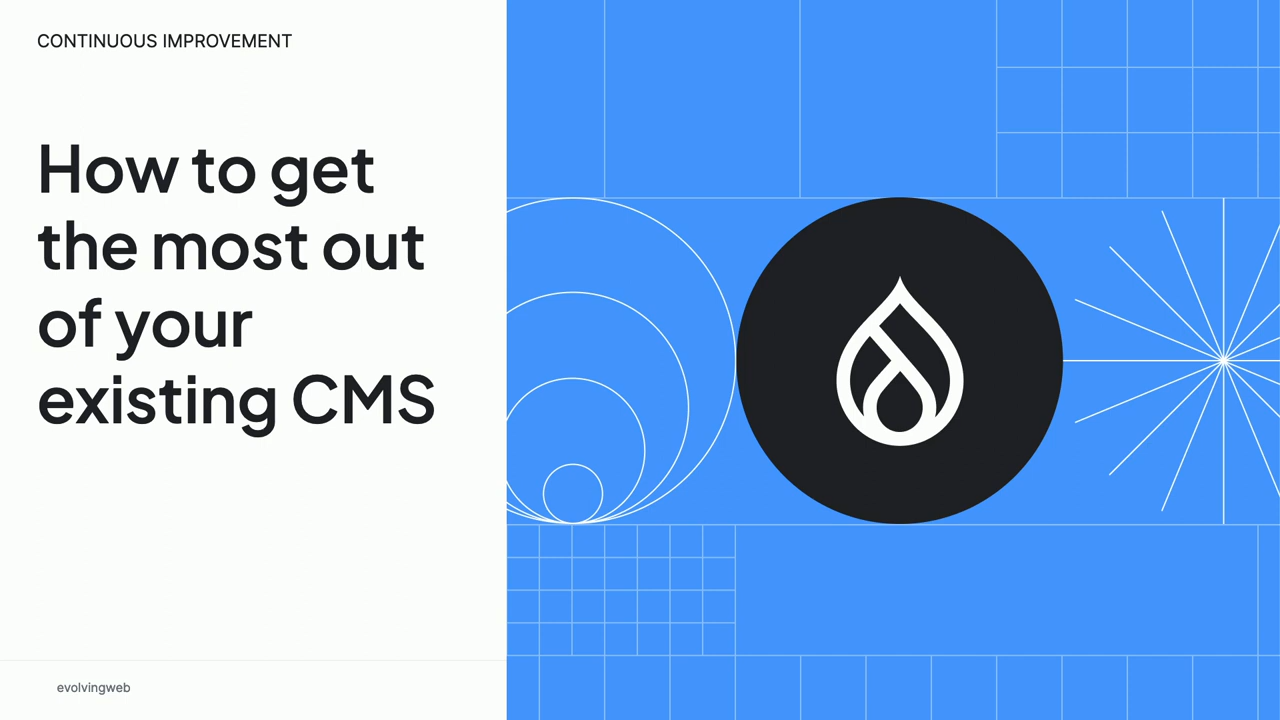 CONTINUOUS IMPROVEMENT
How to get
the most out
of your
existing CMS
evolvingweb